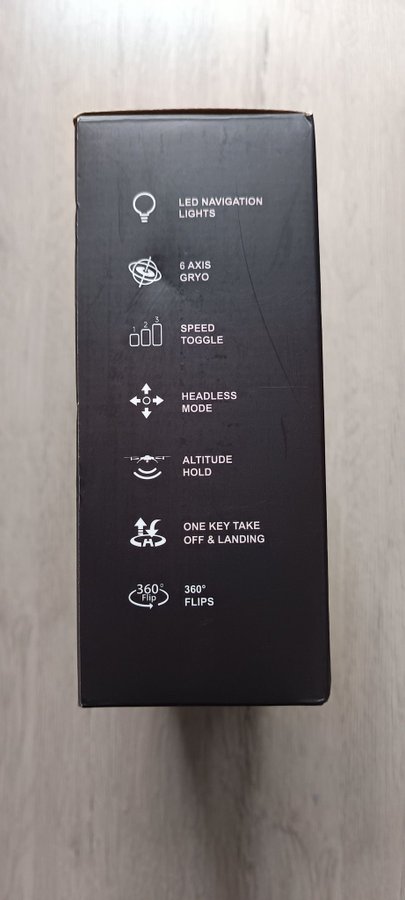 LED NAVIGATION
LIGHTS
6 AXIS
GRYO
1 2 3
SPEED
TOGGLE
HEADLESS
MODE
ALTITUDE
HOLD
H
ONE KEY TAKE
OFF & LANDING
360°
Flip
360°
FLIPS